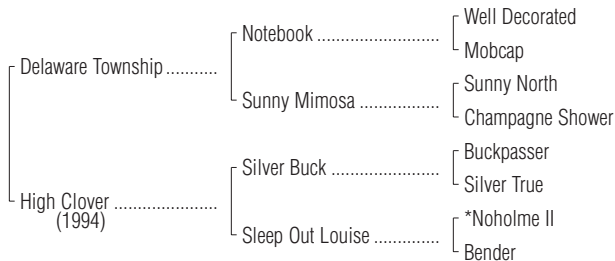 Well Decorated
Notebook ..................
Mobcap
Delaware Township ..........
Sunny North
Sunny Mimosa .................
Champagne Shower
Buckpasser
Silver Buck ......................
Silver True
High Clover .....................
(1994)
*Noholme II
Sleep Out Louise .............
Bender